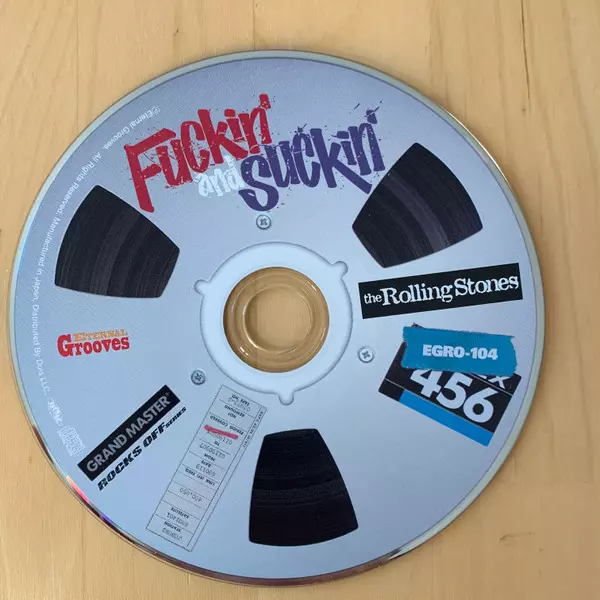 Fuckin'
and Suckin'
℗Eternal Grooves. All Rights Reserved. Manufactured in Japan, Distributed By Dois LLC.
the Rolling Stones
EGRO-104
456
ETERNAL
Grooves
GRAND MASTER
ROCKS OFF SERIES